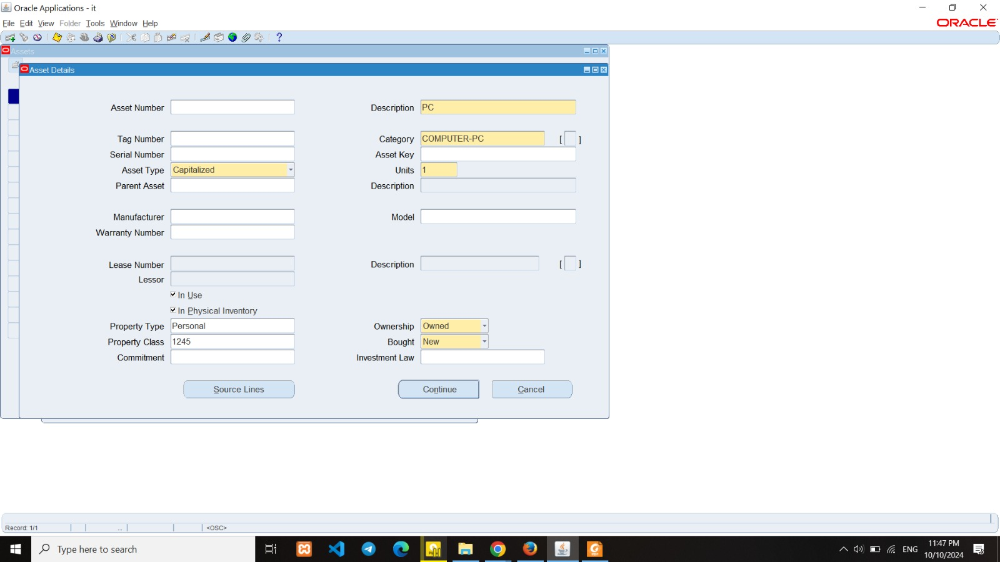 Oracle Applications - it
File Edit View Folder Tools Window Help
ORACLE
Assets
Asset Details
Asset Number
Description PC
Tag Number
Category COMPUTER-PC [ ]
Serial Number
Asset Key
Asset Type Capitalized
Units 1
Parent Asset
Description
Manufacturer
Model
Warranty Number
Lease Number
Description [ ]
Lessor
In Use
In Physical Inventory
Property Type Personal
Ownership Owned
Property Class 1245
Bought New
Commitment
Investment Law
Source Lines Continue Cancel
Record: 1/1 ... <OSC>
Type here to search
ENG
11:47 PM
10/10/2024